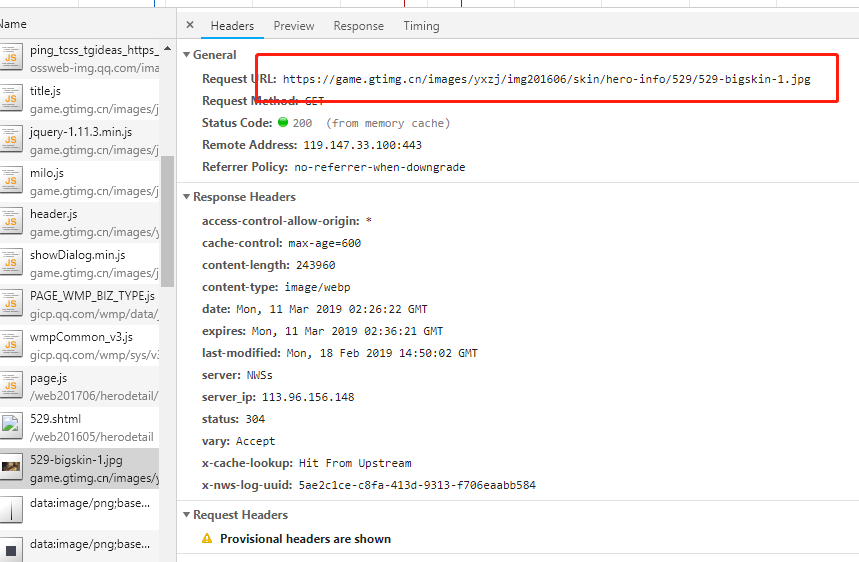 Name
× Headers Preview Response Timing
ping_tcss_tgideas_https_
ossweb-img.qq.com/ima
JS
title.js
game.gtimg.cn/images/j
JS
jquery-1.11.3.min.js
game.gtimg.cn/images/j
JS
milo.js
game.gtimg.cn/images/j
JS
header.js
game.gtimg.cn/images/y
JS
showDialog.min.js
game.gtimg.cn/images/j
JS
PAGE_WMP_BIZ_TYPE.js
gicp.qq.com/wmp/data/
JS
wmpCommon_v3.js
gicp.qq.com/wmp/sys/v3
JS
page.js
/web201706/herodetail/
JS
529.shtml
/web201605/herodetail
529-bigskin-1.jpg
game.gtimg.cn/images/y
data:image/png;base...
data:image/png;base...
General
Request URL: https://game.gtimg.cn/images/yxzj/img201606/skin/hero-info/529/529-bigskin-1.jpg
Request Method: GET
Status Code: 200 (from memory cache)
Remote Address: 119.147.33.100:443
Referrer Policy: no-referrer-when-downgrade
Response Headers
access-control-allow-origin: *
cache-control: max-age=600
content-length: 243960
content-type: image/webp
date: Mon, 11 Mar 2019 02:26:22 GMT
expires: Mon, 11 Mar 2019 02:36:21 GMT
last-modified: Mon, 18 Feb 2019 14:50:02 GMT
server: NWSs
server_ip: 113.96.156.148
status: 304
vary: Accept
x-cache-lookup: Hit From Upstream
x-nws-log-uuid: 5ae2c1ce-c8fa-413d-9313-f706eaabb584
Request Headers
Provisional headers are shown